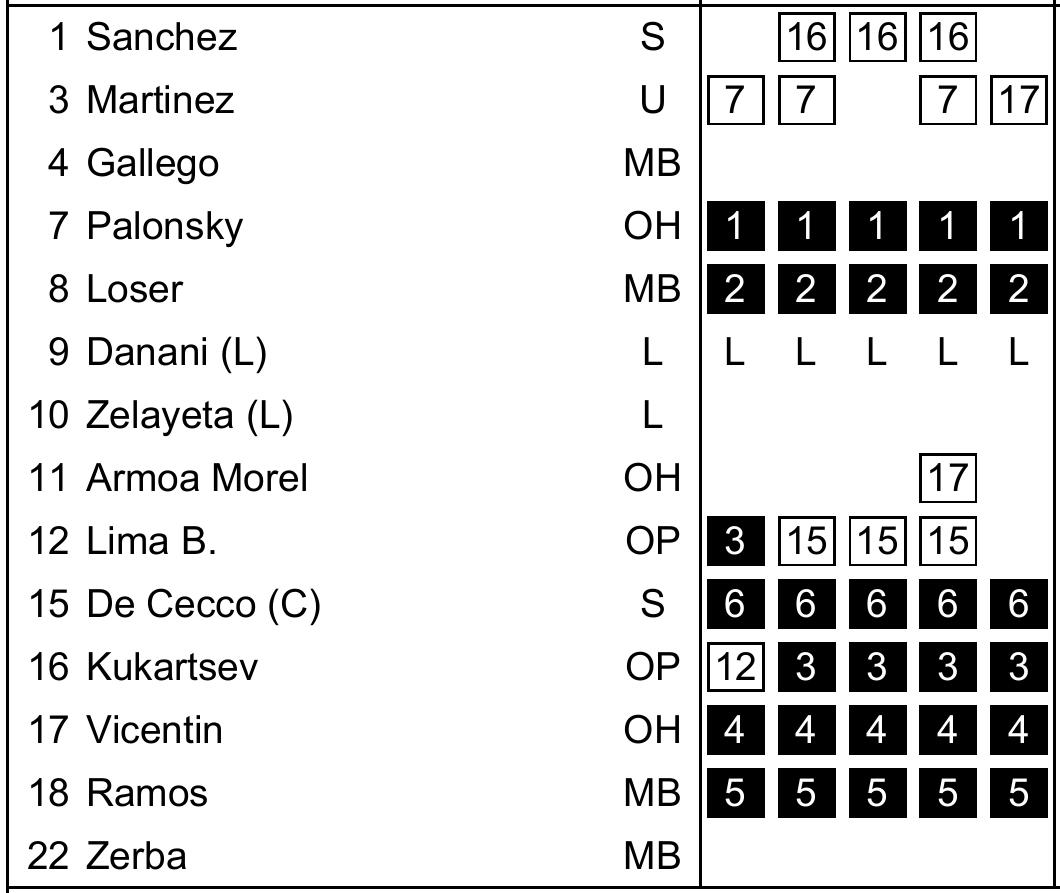 1 Sanchez S 16 16 16
3 Martinez U 7 7 7 17
4 Gallego MB
7 Palonsky OH 1 1 1 1 1
8 Loser MB 2 2 2 2 2
9 Danani (L) L L L L L L
10 Zelayeta (L) L
11 Armoa Morel OH 17
12 Lima B. OP 3 15 15 15
15 De Cecco (C) S 6 6 6 6 6
16 Kukartsev OP 12 3 3 3 3
17 Vicentin OH 4 4 4 4 4
18 Ramos MB 5 5 5 5 5
22 Zerba MB